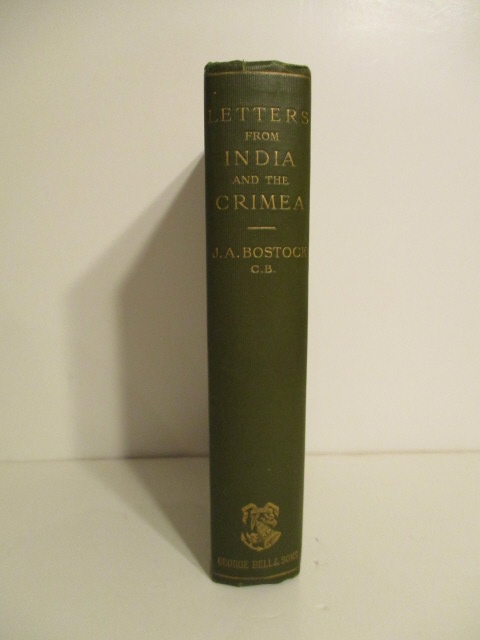 LETTERS
FROM
INDIA
AND THE
CRIMEA
J.A. BOSTOCK
C.B.
GEORGE BELL & SONS